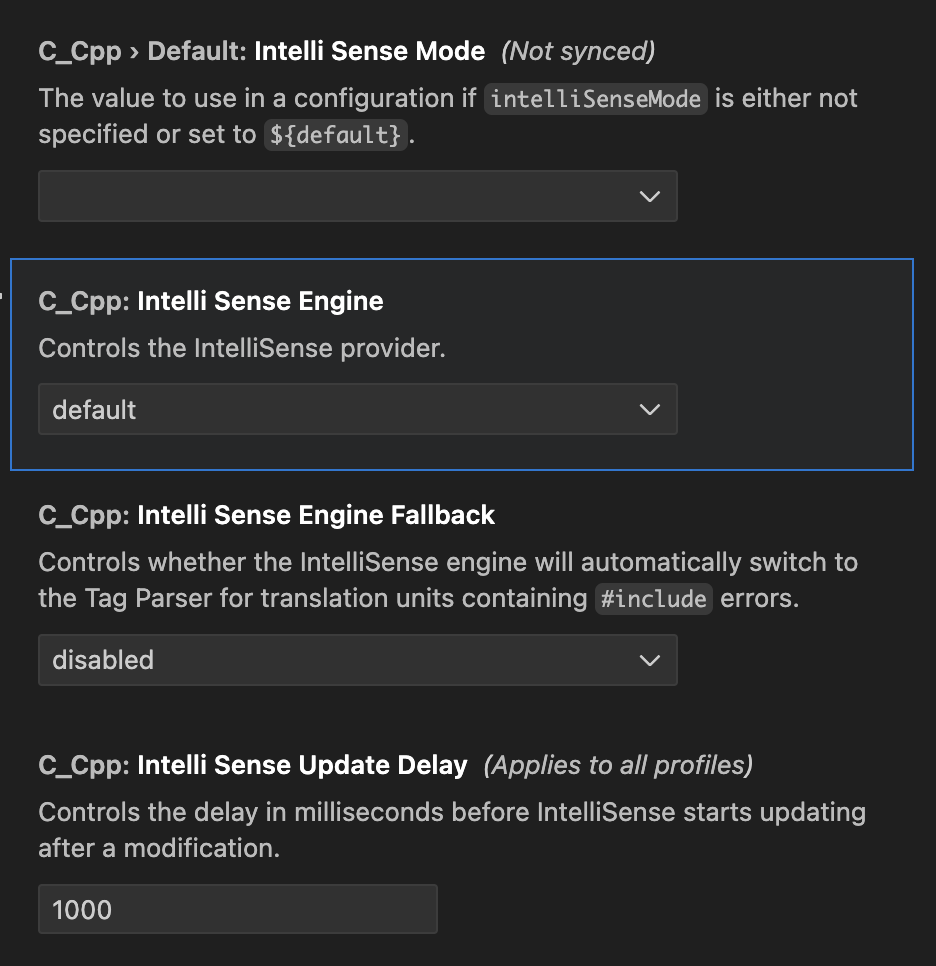 C_Cpp › Default: Intelli Sense Mode (Not synced)
The value to use in a configuration if intelliSenseMode is either not
specified or set to ${default}.
C_Cpp: Intelli Sense Engine
Controls the IntelliSense provider.
default
C_Cpp: Intelli Sense Engine Fallback
Controls whether the IntelliSense engine will automatically switch to
the Tag Parser for translation units containing #include errors.
disabled
C_Cpp: Intelli Sense Update Delay (Applies to all profiles)
Controls the delay in milliseconds before IntelliSense starts updating
after a modification.
1000